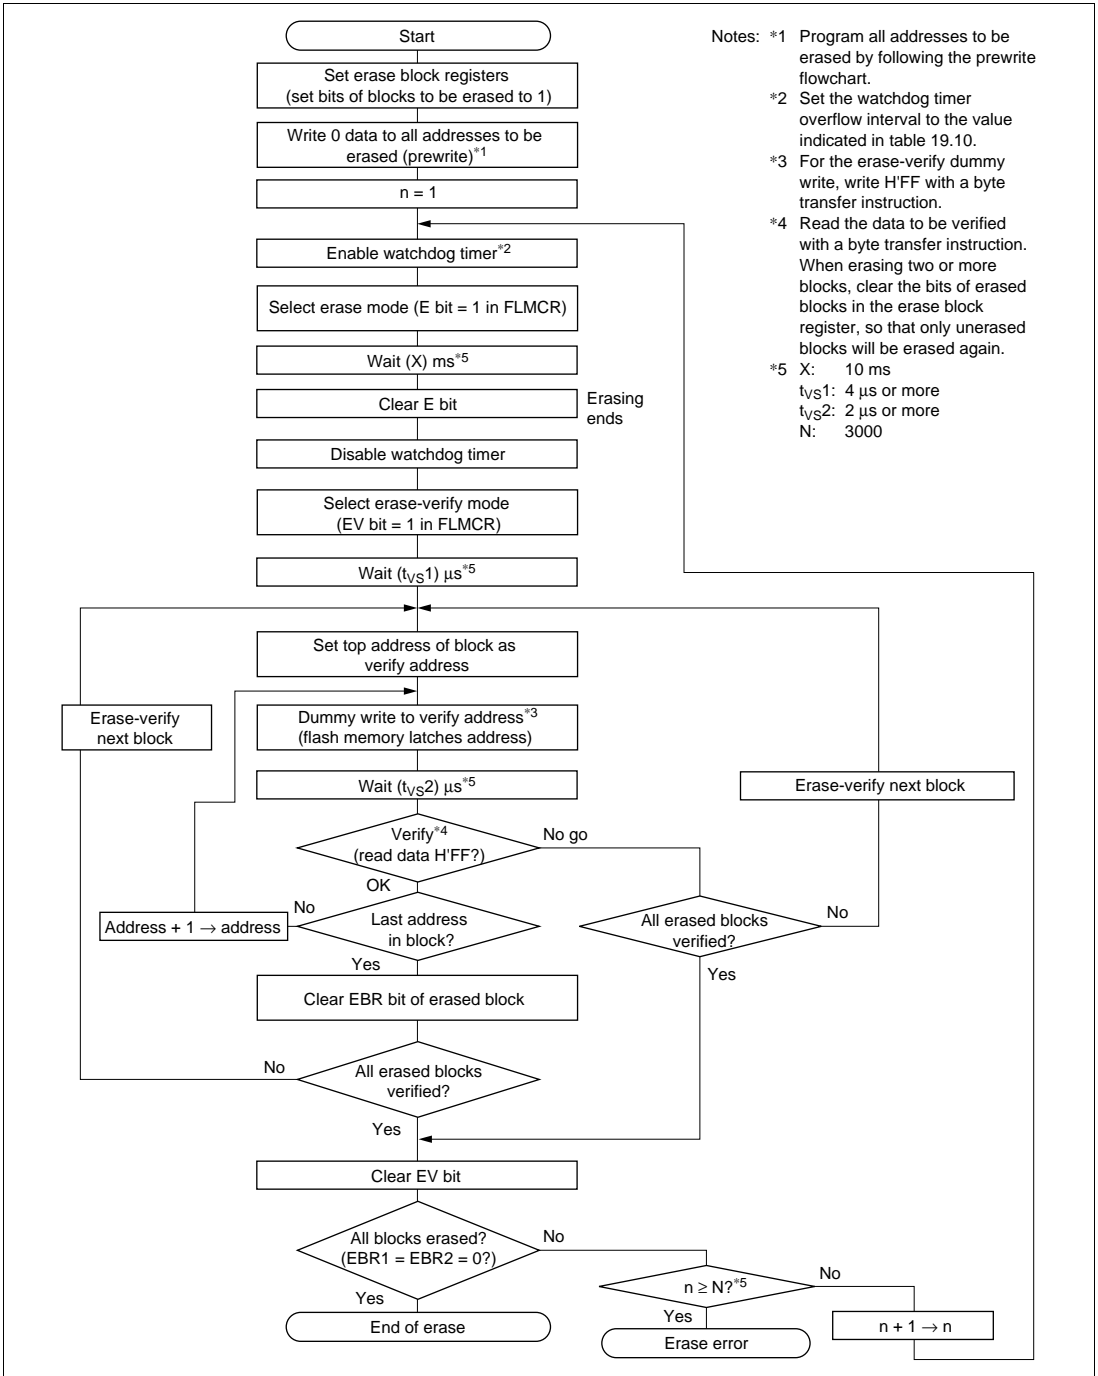 Start
Set erase block registers
(set bits of blocks to be erased to 1)
Write 0 data to all addresses to be
erased (prewrite)*1
n = 1
Enable watchdog timer*2
Select erase mode (E bit = 1 in FLMCR)
Wait (X) ms*5
Clear E bit
Erasing
ends
Disable watchdog timer
Select erase-verify mode
(EV bit = 1 in FLMCR)
Wait (tVS1) μs*5
Set top address of block as
verify address
Erase-verify
next block
Dummy write to verify address*3
(flash memory latches address)
Wait (tVS2) μs*5
Erase-verify next block
Verify*4
(read data H'FF?)
No go
OK
No
Address + 1 → address
Last address
in block?
All erased blocks
verified?
No
Yes
Yes
Clear EBR bit of erased block
No
All erased blocks
verified?
Yes
Clear EV bit
All blocks erased?
(EBR1 = EBR2 = 0?)
No
n ≥ N?*5
No
Yes
Yes
End of erase
Erase error
n + 1 → n
Notes: *1 Program all addresses to be
erased by following the prewrite
flowchart.
*2 Set the watchdog timer
overflow interval to the value
indicated in table 19.10.
*3 For the erase-verify dummy
write, write H'FF with a byte
transfer instruction.
*4 Read the data to be verified
with a byte transfer instruction.
When erasing two or more
blocks, clear the bits of erased
blocks in the erase block
register, so that only unerased
blocks will be erased again.
*5 X: 10 ms
tVS1: 4 μs or more
tVS2: 2 μs or more
N: 3000